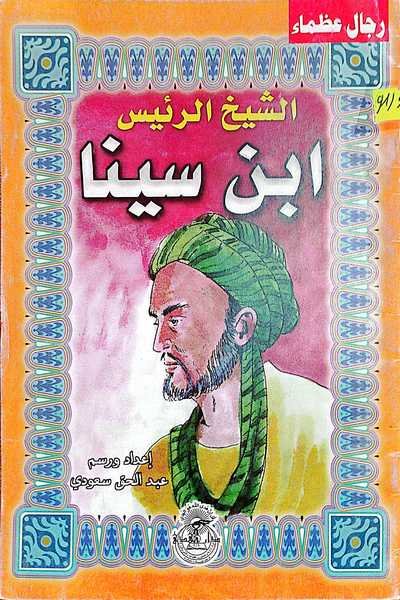 رجال عظماء
الشيخ الرئيس
ابن سينا
إعداد ورسم
عبد الحق سعودي